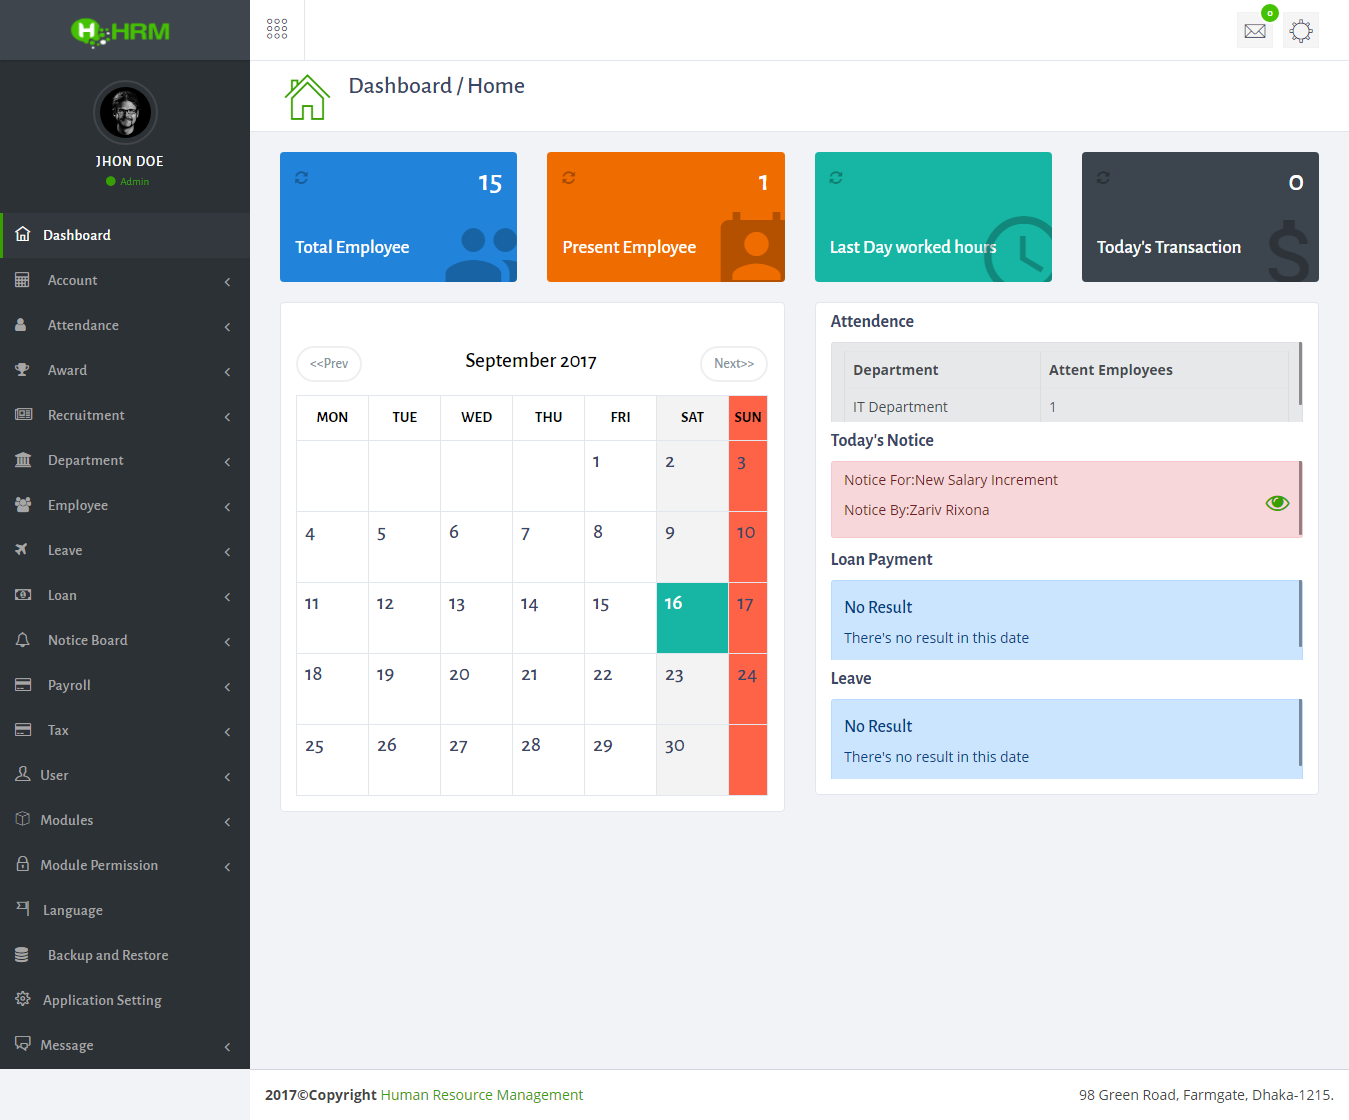 HRM
JHON DOE
Admin
Dashboard
Account
Attendance
Award
Recruitment
Department
Employee
Leave
Loan
Notice Board
Payroll
Tax
User
Modules
Module Permission
Language
Backup and Restore
Application Setting
Message
0
Dashboard / Home
15
Total Employee
1
Present Employee
Last Day worked hours
0
Today's Transaction
<<Prev
September 2017
Next>>
MON TUE WED THU FRI SAT SUN
1 2 3
4 5 6 7 8 9 10
11 12 13 14 15 16 17
18 19 20 21 22 23 24
25 26 27 28 29 30
Attendence
Department Attent Employees
IT Department 1
Today's Notice
Notice For:New Salary Increment
Notice By:Zariv Rixona
Loan Payment
No Result
There's no result in this date
Leave
No Result
There's no result in this date
2017©Copyright Human Resource Management
98 Green Road, Farmgate, Dhaka-1215.